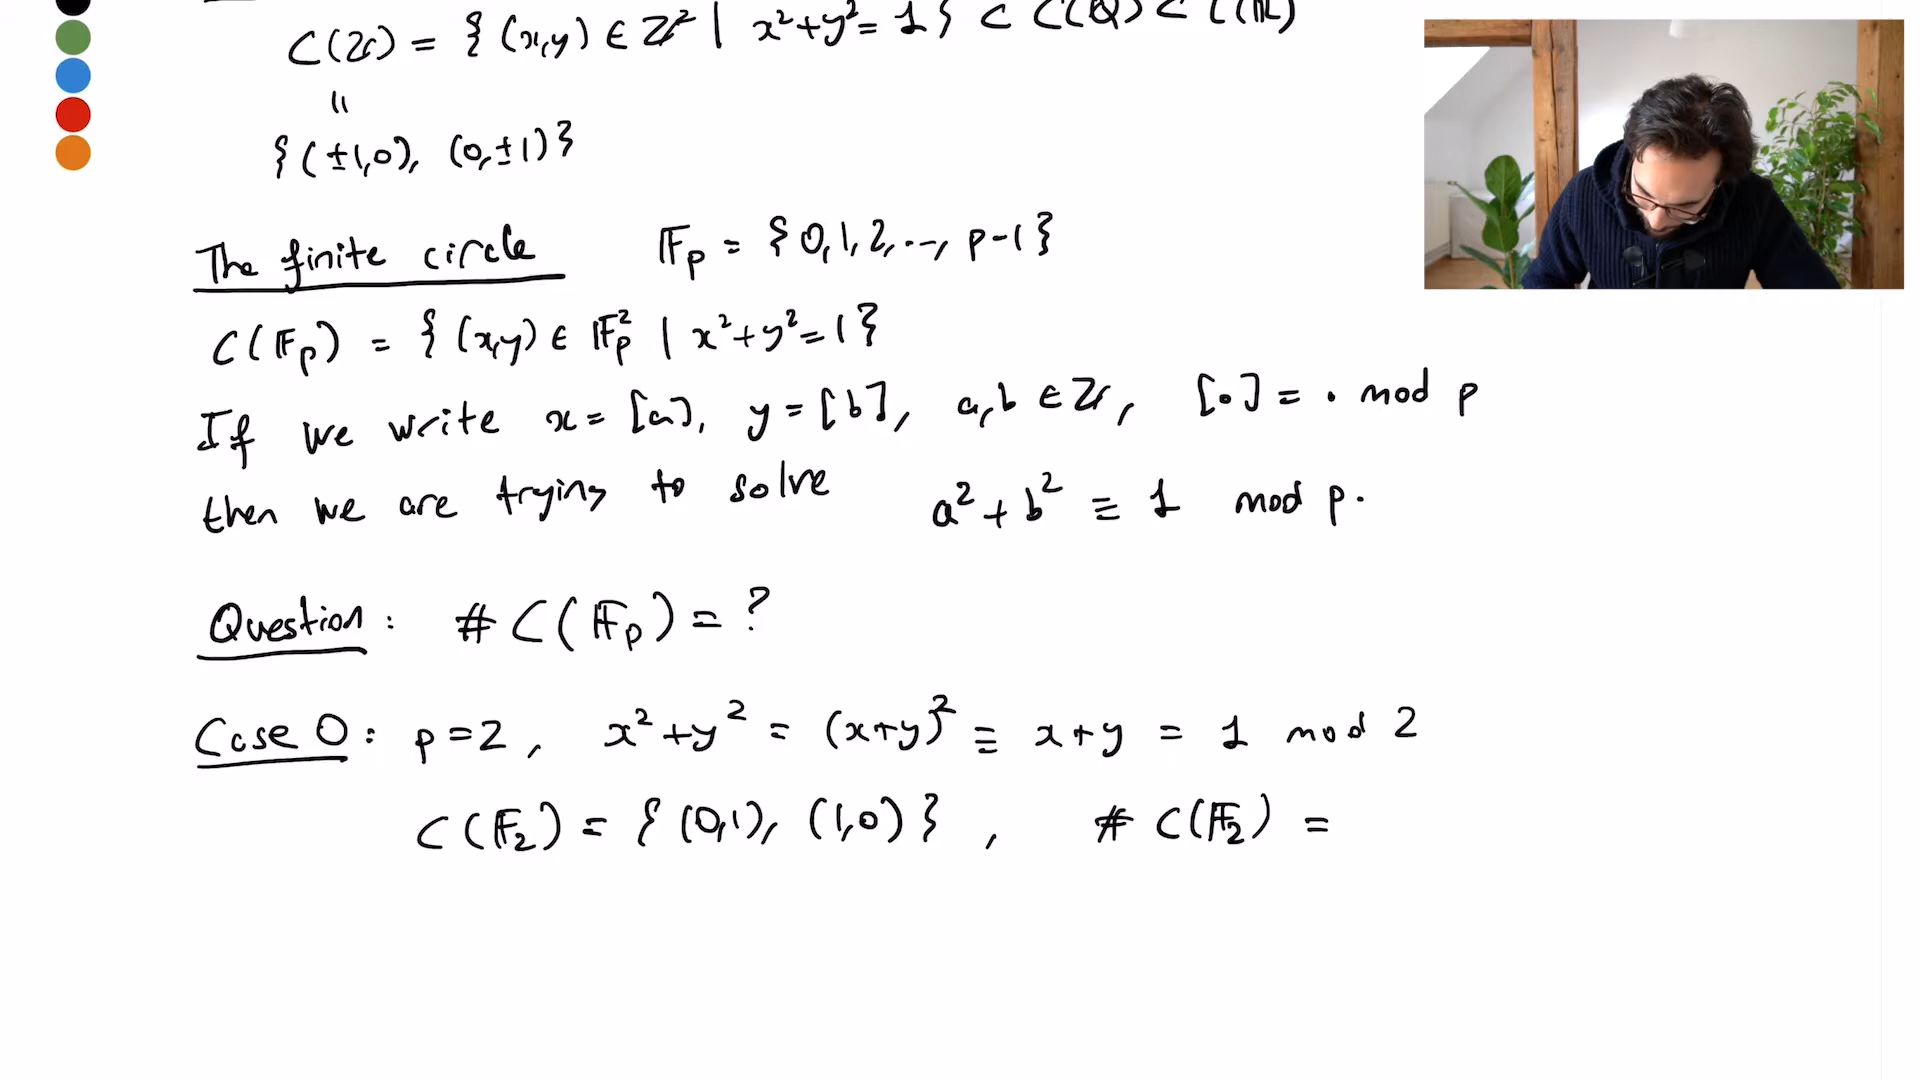 C(ℤ) = {(x,y) ∈ ℤ² | x²+y²=1} ⊂ C(ℚ) ⊂ C(ℝ)
"
{(±1,0), (0,±1)}
The finite circle 𝔽p = {0,1,2,..., p-1}
C(𝔽p) = {(x,y) ∈ 𝔽p² | x²+y²=1}
If we write x=[a], y=[b], a,b ∈ ℤ, [•] = • mod p
then we are trying to solve a²+b² ≡ 1 mod p.
Question: # C(𝔽p) = ?
Case 0: p=2, x²+y² = (x+y)² ≡ x+y = 1 mod 2
C(𝔽₂) = {(0,1), (1,0)}, # C(𝔽₂) =